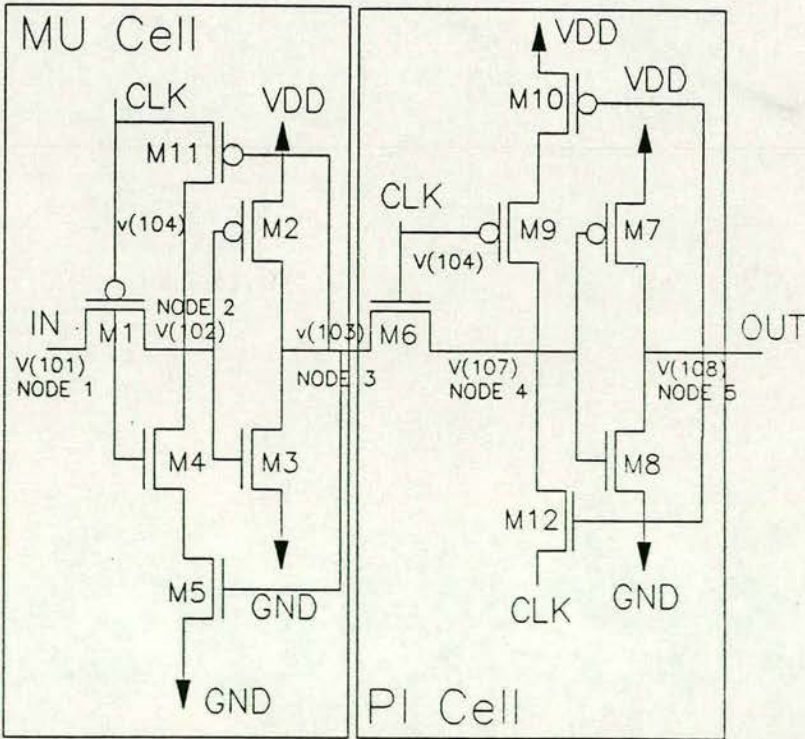 MU Cell
CLK
VDD
M11
M2
v(104)
NODE 2
IN
M1
V(102)
v(103)
V(101)
NODE 1
NODE 3
M4
M3
M5
GND
GND
VDD
M10
VDD
CLK
M9
M7
V(104)
M6
OUT
V(107)
NODE 4
V(108)
NODE 5
M8
M12
CLK
GND
PI Cell